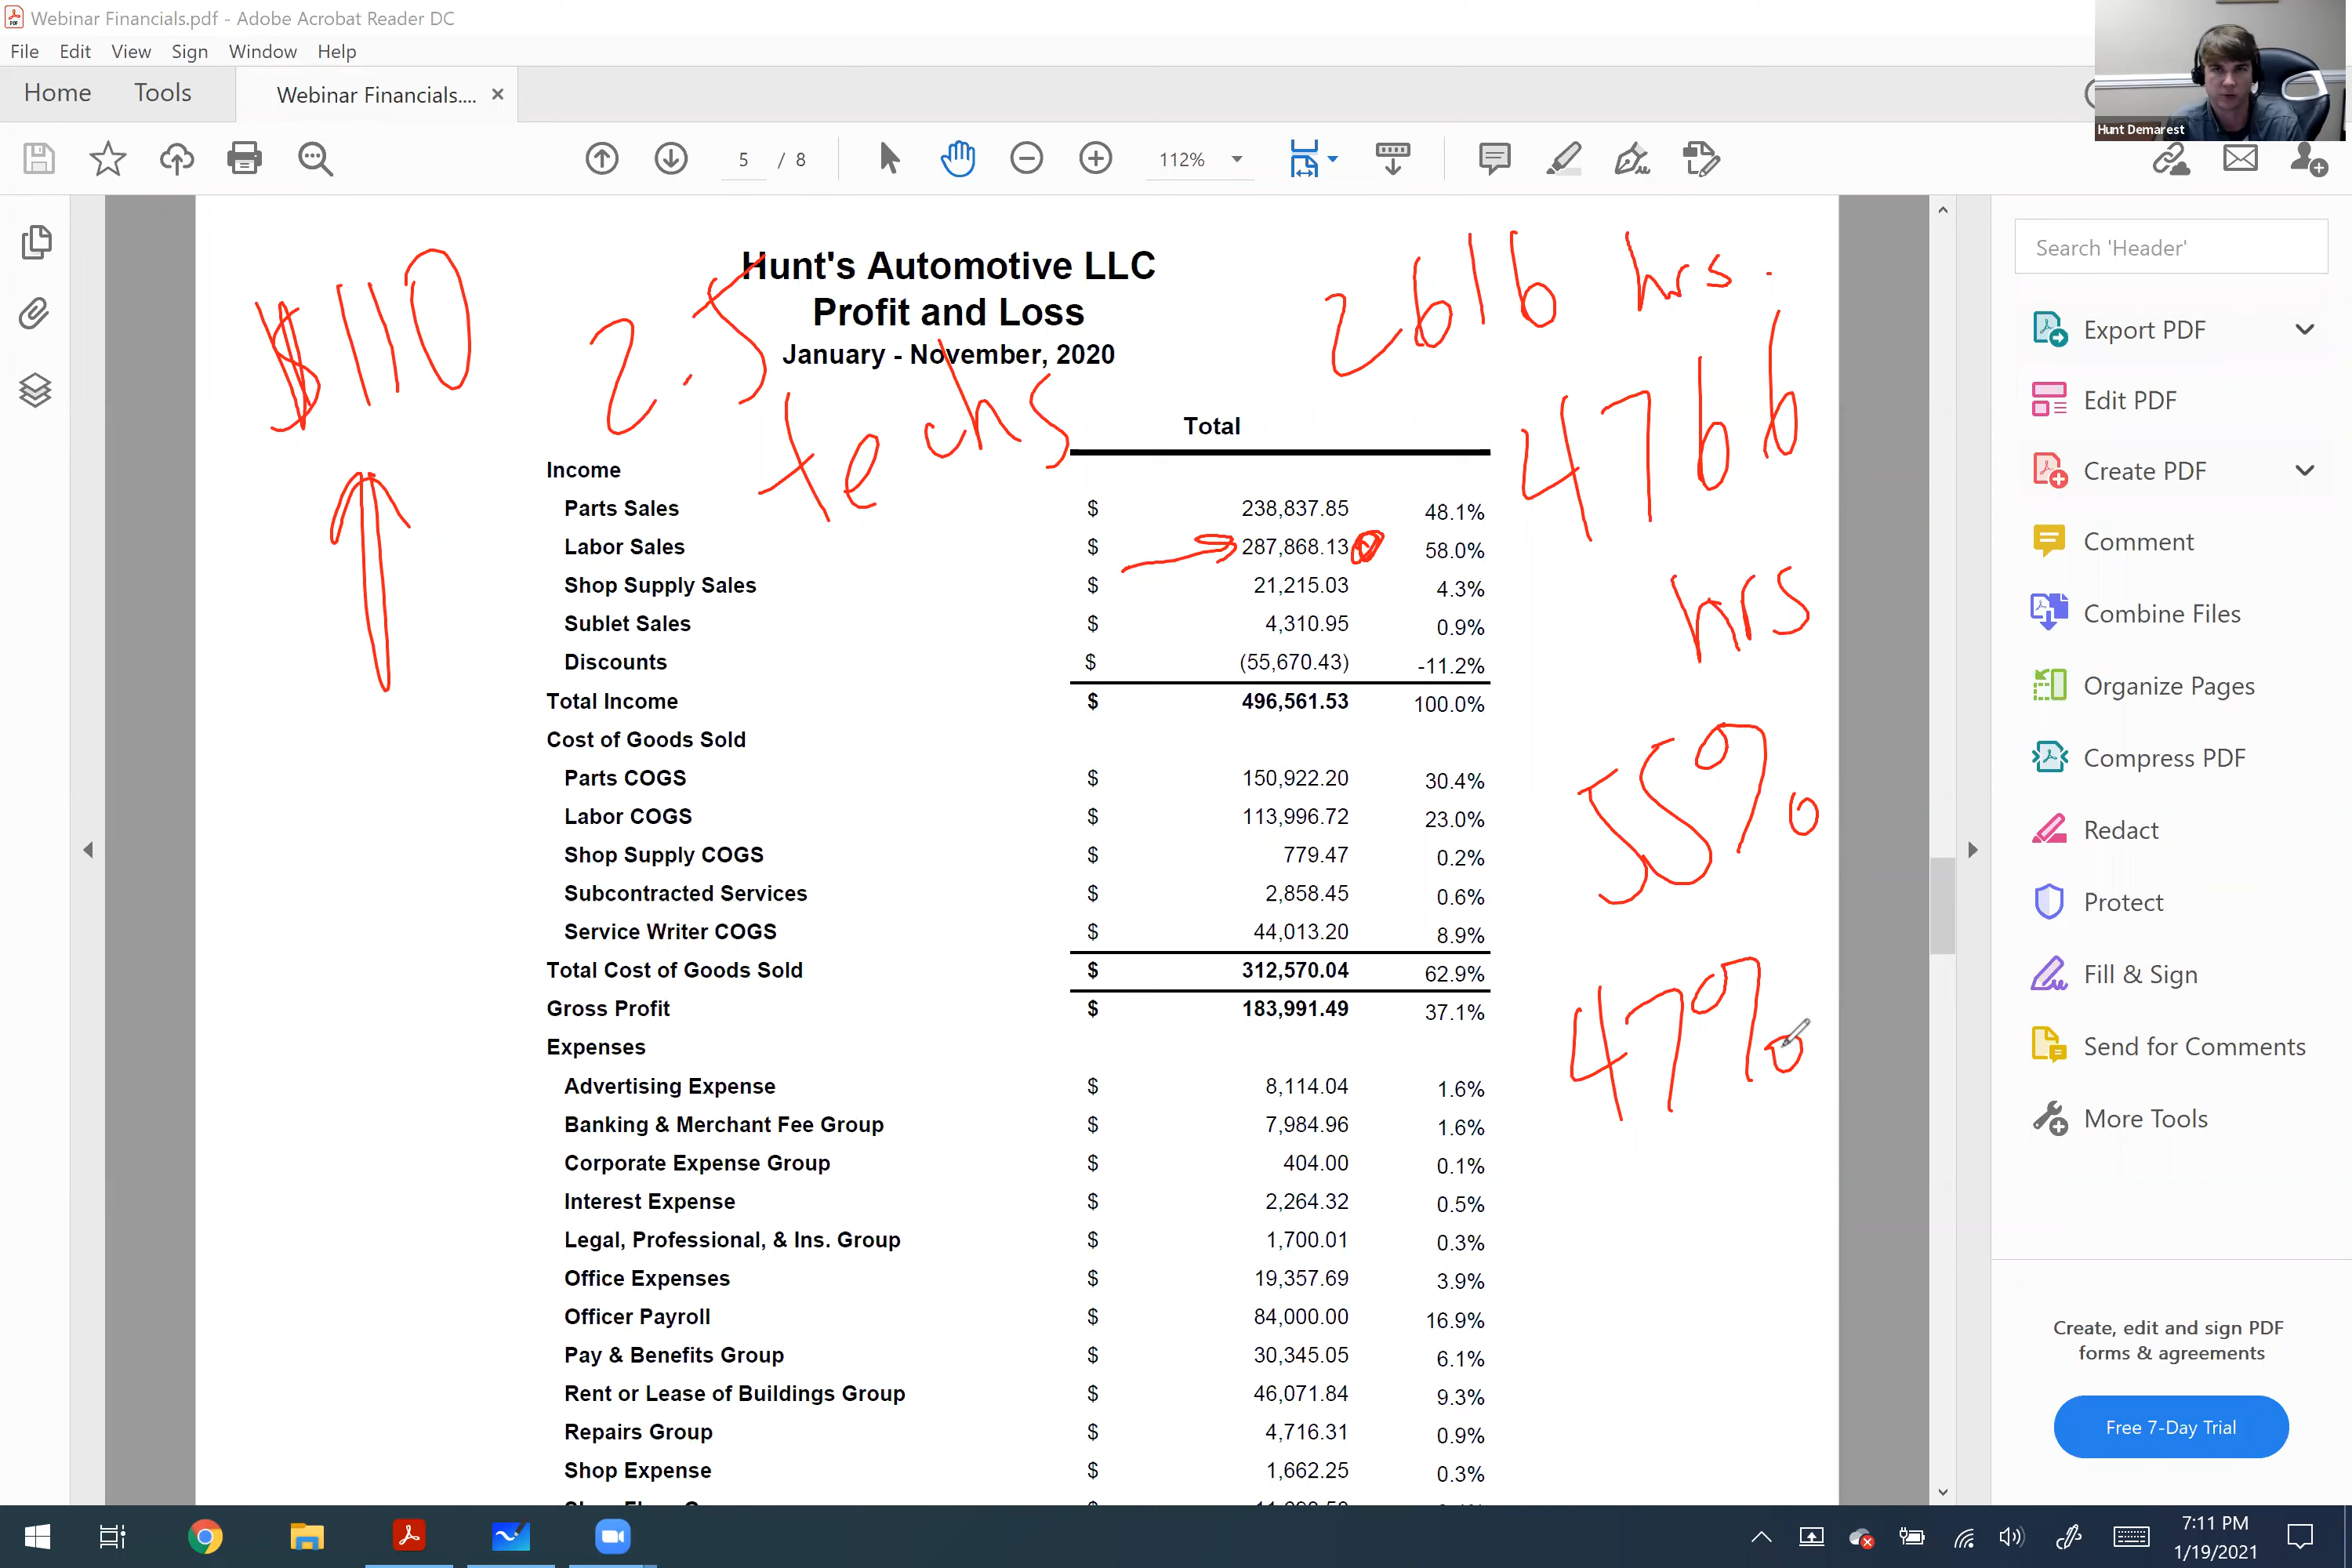 Webinar Financials.pdf - Adobe Acrobat Reader DC
File Edit View Sign Window Help
Home Tools Webinar Financials.... ×
Hunt Demarest
5 / 8 112%
Search 'Header'
$110
2.5 techs
2616 hrs.
4766 hrs
55%
47%
Hunt's Automotive LLC
Profit and Loss
January - November, 2020
Total
Income
Parts Sales $ 238,837.85 48.1%
Labor Sales $ 287,868.13 58.0%
Shop Supply Sales $ 21,215.03 4.3%
Sublet Sales $ 4,310.95 0.9%
Discounts $ (55,670.43) -11.2%
Total Income $ 496,561.53 100.0%
Cost of Goods Sold
Parts COGS $ 150,922.20 30.4%
Labor COGS $ 113,996.72 23.0%
Shop Supply COGS $ 779.47 0.2%
Subcontracted Services $ 2,858.45 0.6%
Service Writer COGS $ 44,013.20 8.9%
Total Cost of Goods Sold $ 312,570.04 62.9%
Gross Profit $ 183,991.49 37.1%
Expenses
Advertising Expense $ 8,114.04 1.6%
Banking & Merchant Fee Group $ 7,984.96 1.6%
Corporate Expense Group $ 404.00 0.1%
Interest Expense $ 2,264.32 0.5%
Legal, Professional, & Ins. Group $ 1,700.01 0.3%
Office Expenses $ 19,357.69 3.9%
Officer Payroll $ 84,000.00 16.9%
Pay & Benefits Group $ 30,345.05 6.1%
Rent or Lease of Buildings Group $ 46,071.84 9.3%
Repairs Group $ 4,716.31 0.9%
Shop Expense $ 1,662.25 0.3%
Export PDF
Edit PDF
Create PDF
Comment
Combine Files
Organize Pages
Compress PDF
Redact
Protect
Fill & Sign
Send for Comments
More Tools
Create, edit and sign PDF
forms & agreements
Free 7-Day Trial
7:11 PM
1/19/2021